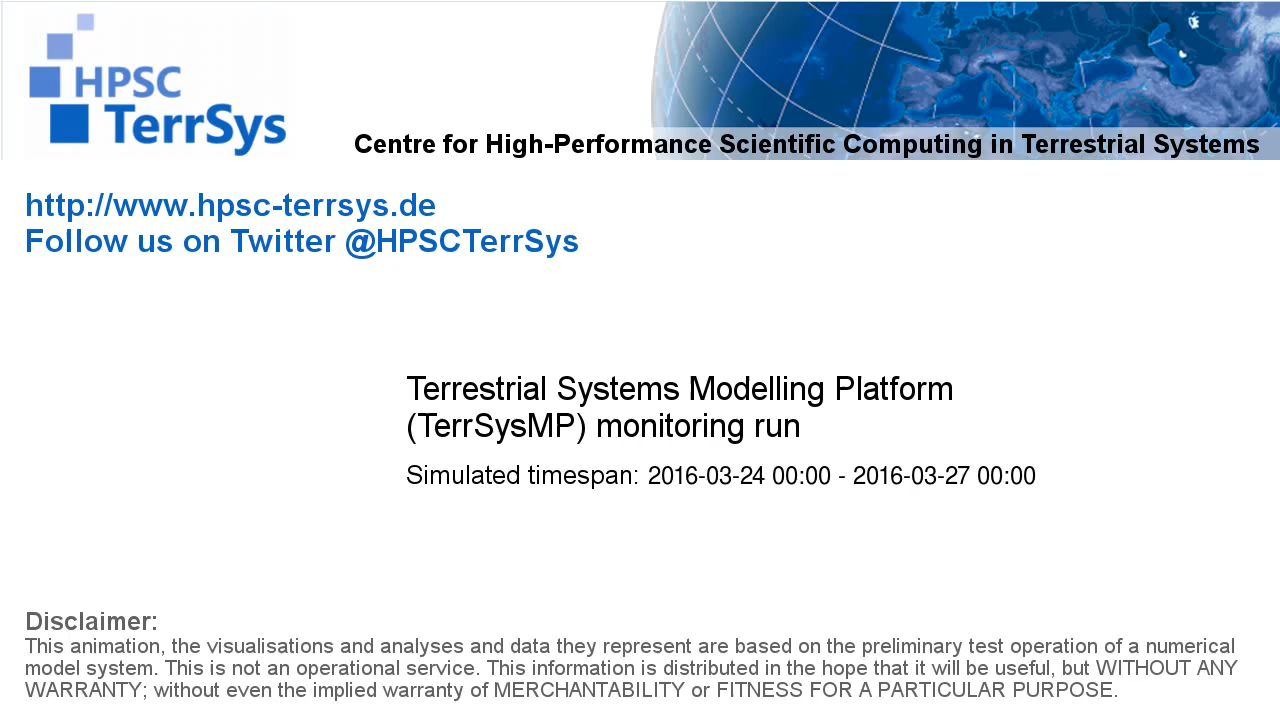 HPSC
TerrSys
Centre for High-Performance Scientific Computing in Terrestrial Systems
http://www.hpsc-terrsys.de
Follow us on Twitter @HPSCTerrSys
Terrestrial Systems Modelling Platform
(TerrSysMP) monitoring run
Simulated timespan: 2016-03-24 00:00 - 2016-03-27 00:00
Disclaimer:
This animation, the visualisations and analyses and data they represent are based on the preliminary test operation of a numerical
model system. This is not an operational service. This information is distributed in the hope that it will be useful, but WITHOUT ANY
WARRANTY; without even the implied warranty of MERCHANTABILITY or FITNESS FOR A PARTICULAR PURPOSE.